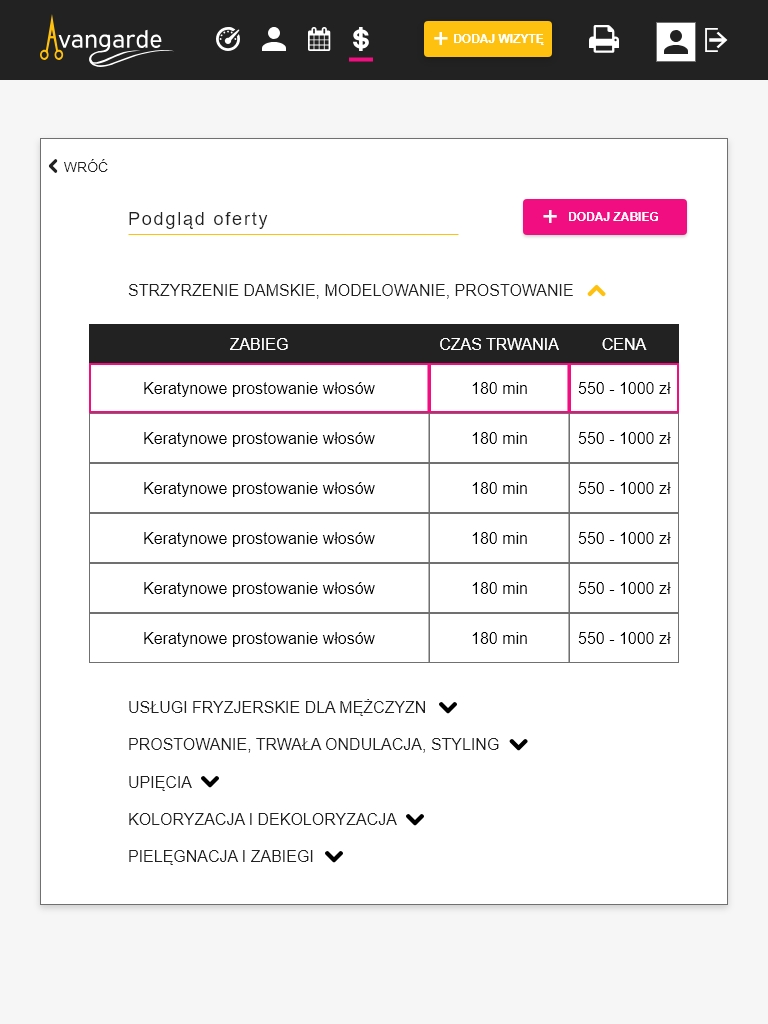 Avangarde
DODAJ WIZYTĘ
WRÓĆ
Podgląd oferty
DODAJ ZABIEG
STRZYRZENIE DAMSKIE, MODELOWANIE, PROSTOWANIE
ZABIEG CZAS TRWANIA CENA
Keratynowe prostowanie włosów 180 min 550 - 1000 zł
Keratynowe prostowanie włosów 180 min 550 - 1000 zł
Keratynowe prostowanie włosów 180 min 550 - 1000 zł
Keratynowe prostowanie włosów 180 min 550 - 1000 zł
Keratynowe prostowanie włosów 180 min 550 - 1000 zł
Keratynowe prostowanie włosów 180 min 550 - 1000 zł
USŁUGI FRYZJERSKIE DLA MĘŻCZYZN
PROSTOWANIE, TRWAŁA ONDULACJA, STYLING
UPIĘCIA
KOLORYZACJA I DEKOLORYZACJA
PIELĘGNACJA I ZABIEGI